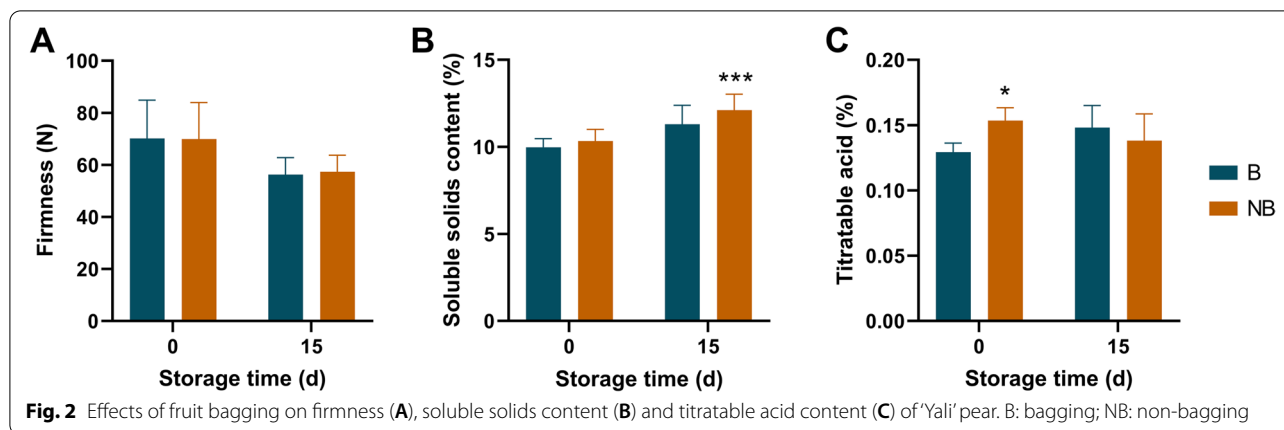 A
B
C
100
80
60
40
20
0
Firmness (N)
0
15
Storage time (d)
15
10
5
0
Soluble solids content (%)
***
0
15
Storage time (d)
0.20
0.15
0.10
0.05
0.00
Titratable acid (%)
*
0
15
Storage time (d)
B
NB
Fig. 2 Effects of fruit bagging on firmness (A), soluble solids content (B) and titratable acid content (C) of 'Yali' pear. B: bagging; NB: non-bagging